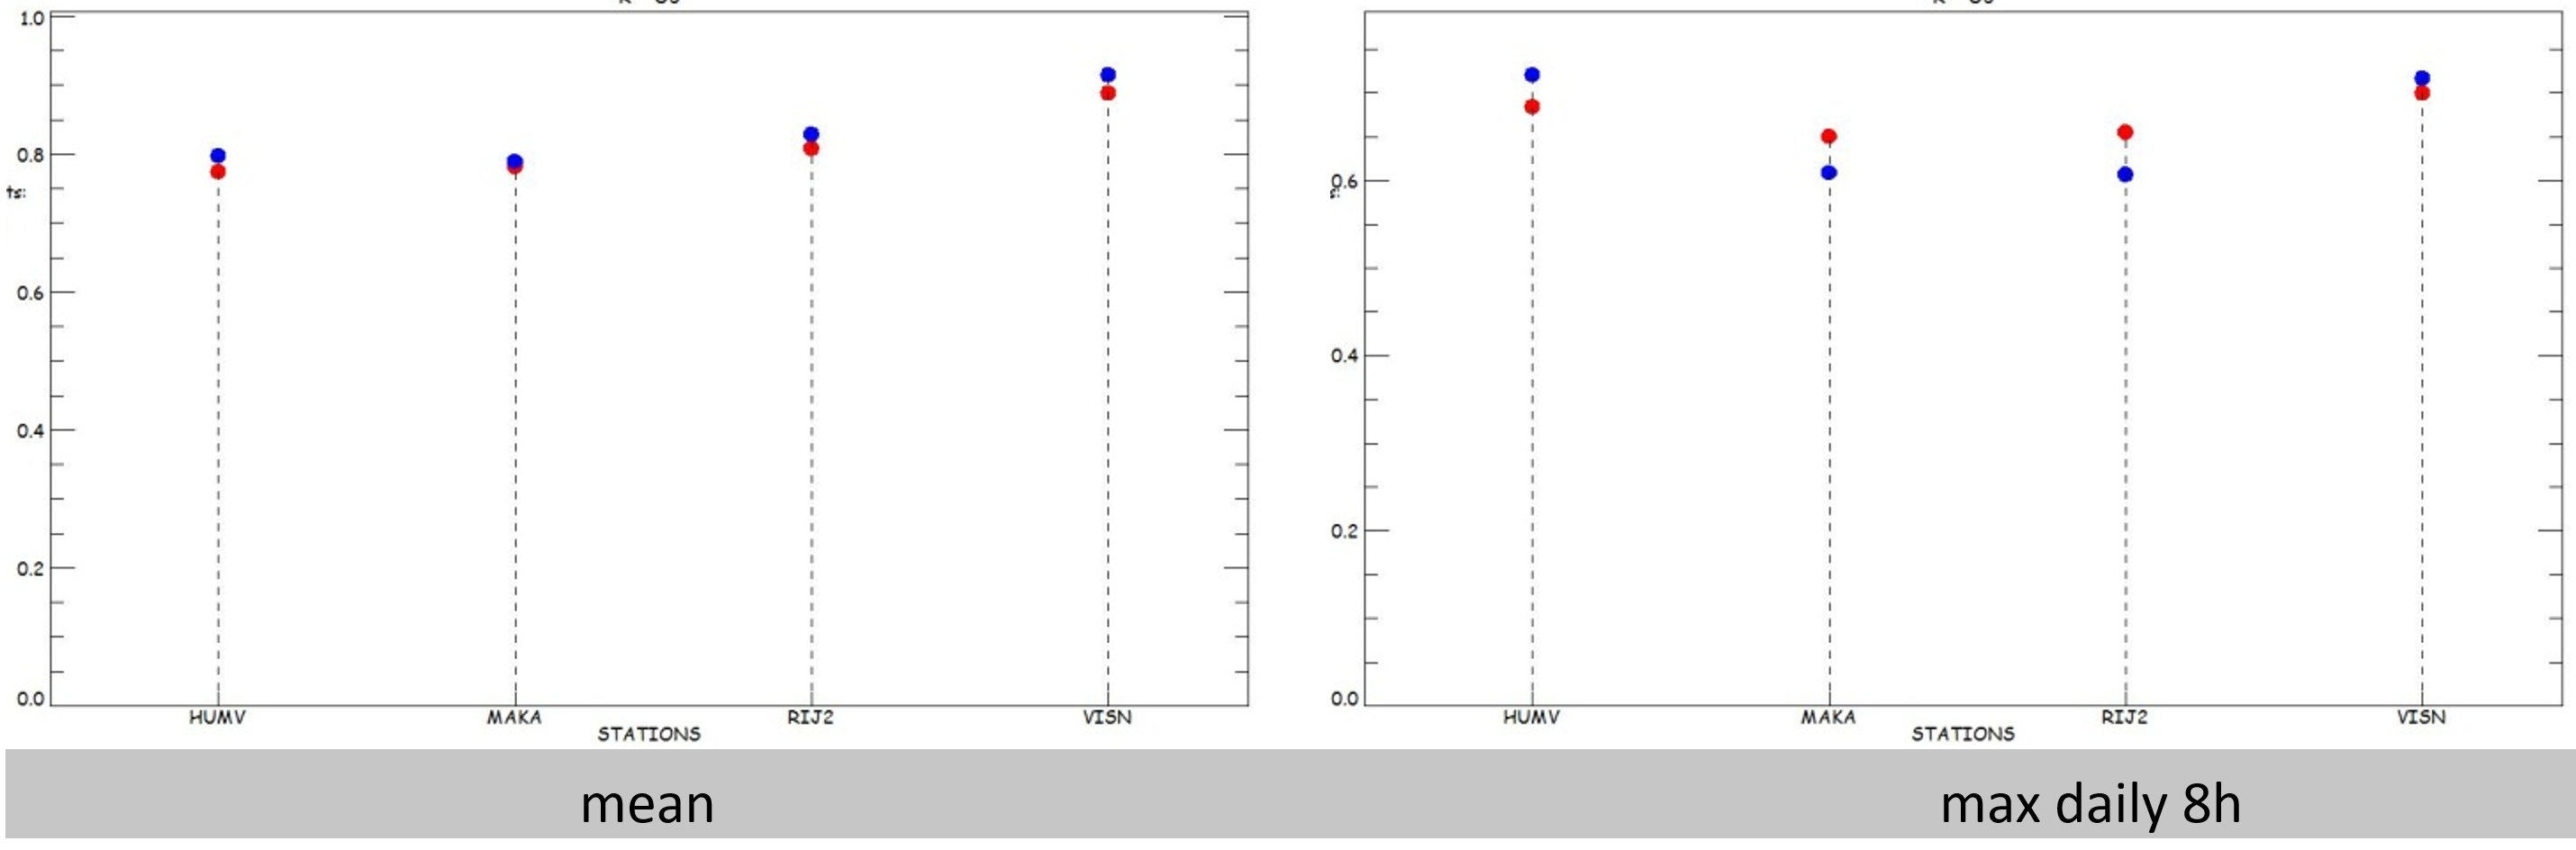 1.0
0.8
ts:
0.6
0.4
0.2
0.0
HUMV MAKA RIJ2 VISN
STATIONS
0.6
0.4
0.2
0.0
HUMV MAKA RIJ2 VISN
STATIONS
mean
max daily 8h